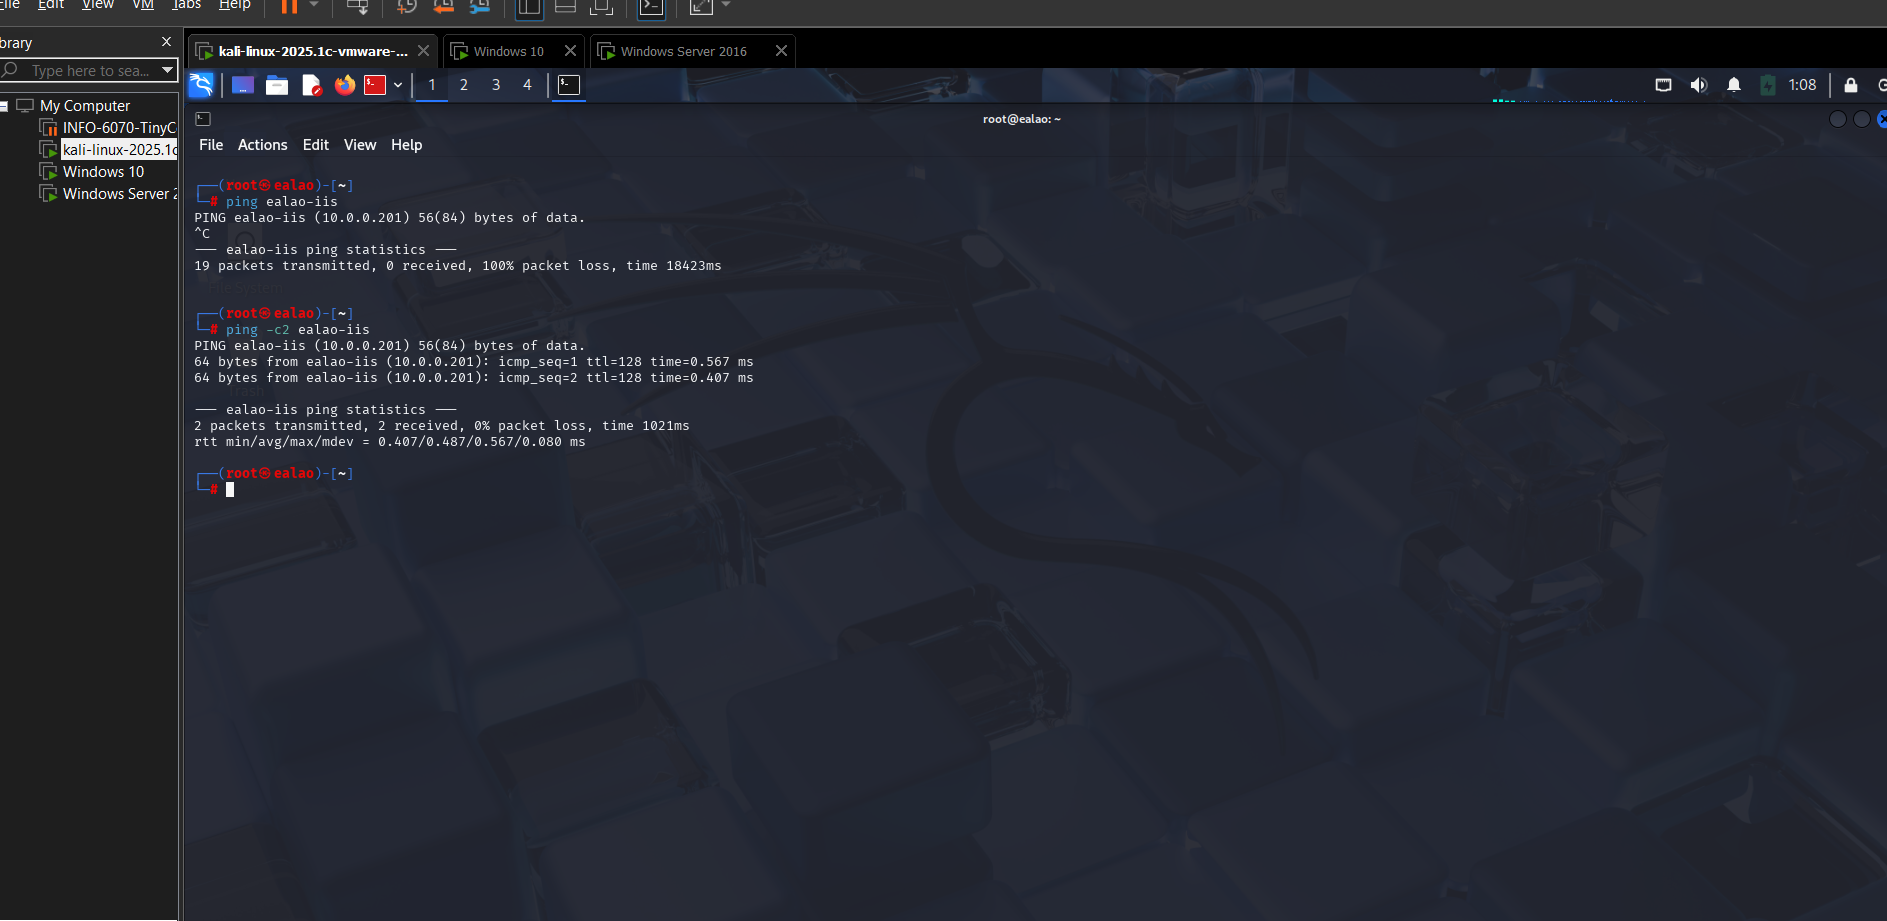 File Edit View VM Tabs Help
brary
Type here to sea...
My Computer
INFO-6070-TinyC
kali-linux-2025.1c
Windows 10
Windows Server 2
kali-linux-2025.1c-vmware-...
Windows 10
Windows Server 2016
1 2 3 4
1:08
root@ealao: ~
File Actions Edit View Help
┌──(root㉿ealao)-[~]
└─# ping ealao-iis
PING ealao-iis (10.0.0.201) 56(84) bytes of data.
^C
─── ealao-iis ping statistics ───
19 packets transmitted, 0 received, 100% packet loss, time 18423ms
File System
┌──(root㉿ealao)-[~]
└─# ping -c2 ealao-iis
PING ealao-iis (10.0.0.201) 56(84) bytes of data.
64 bytes from ealao-iis (10.0.0.201): icmp_seq=1 ttl=128 time=0.567 ms
64 bytes from ealao-iis (10.0.0.201): icmp_seq=2 ttl=128 time=0.407 ms
Trash
─── ealao-iis ping statistics ───
2 packets transmitted, 2 received, 0% packet loss, time 1021ms
rtt min/avg/max/mdev = 0.407/0.487/0.567/0.080 ms
┌──(root㉿ealao)-[~]
└─#